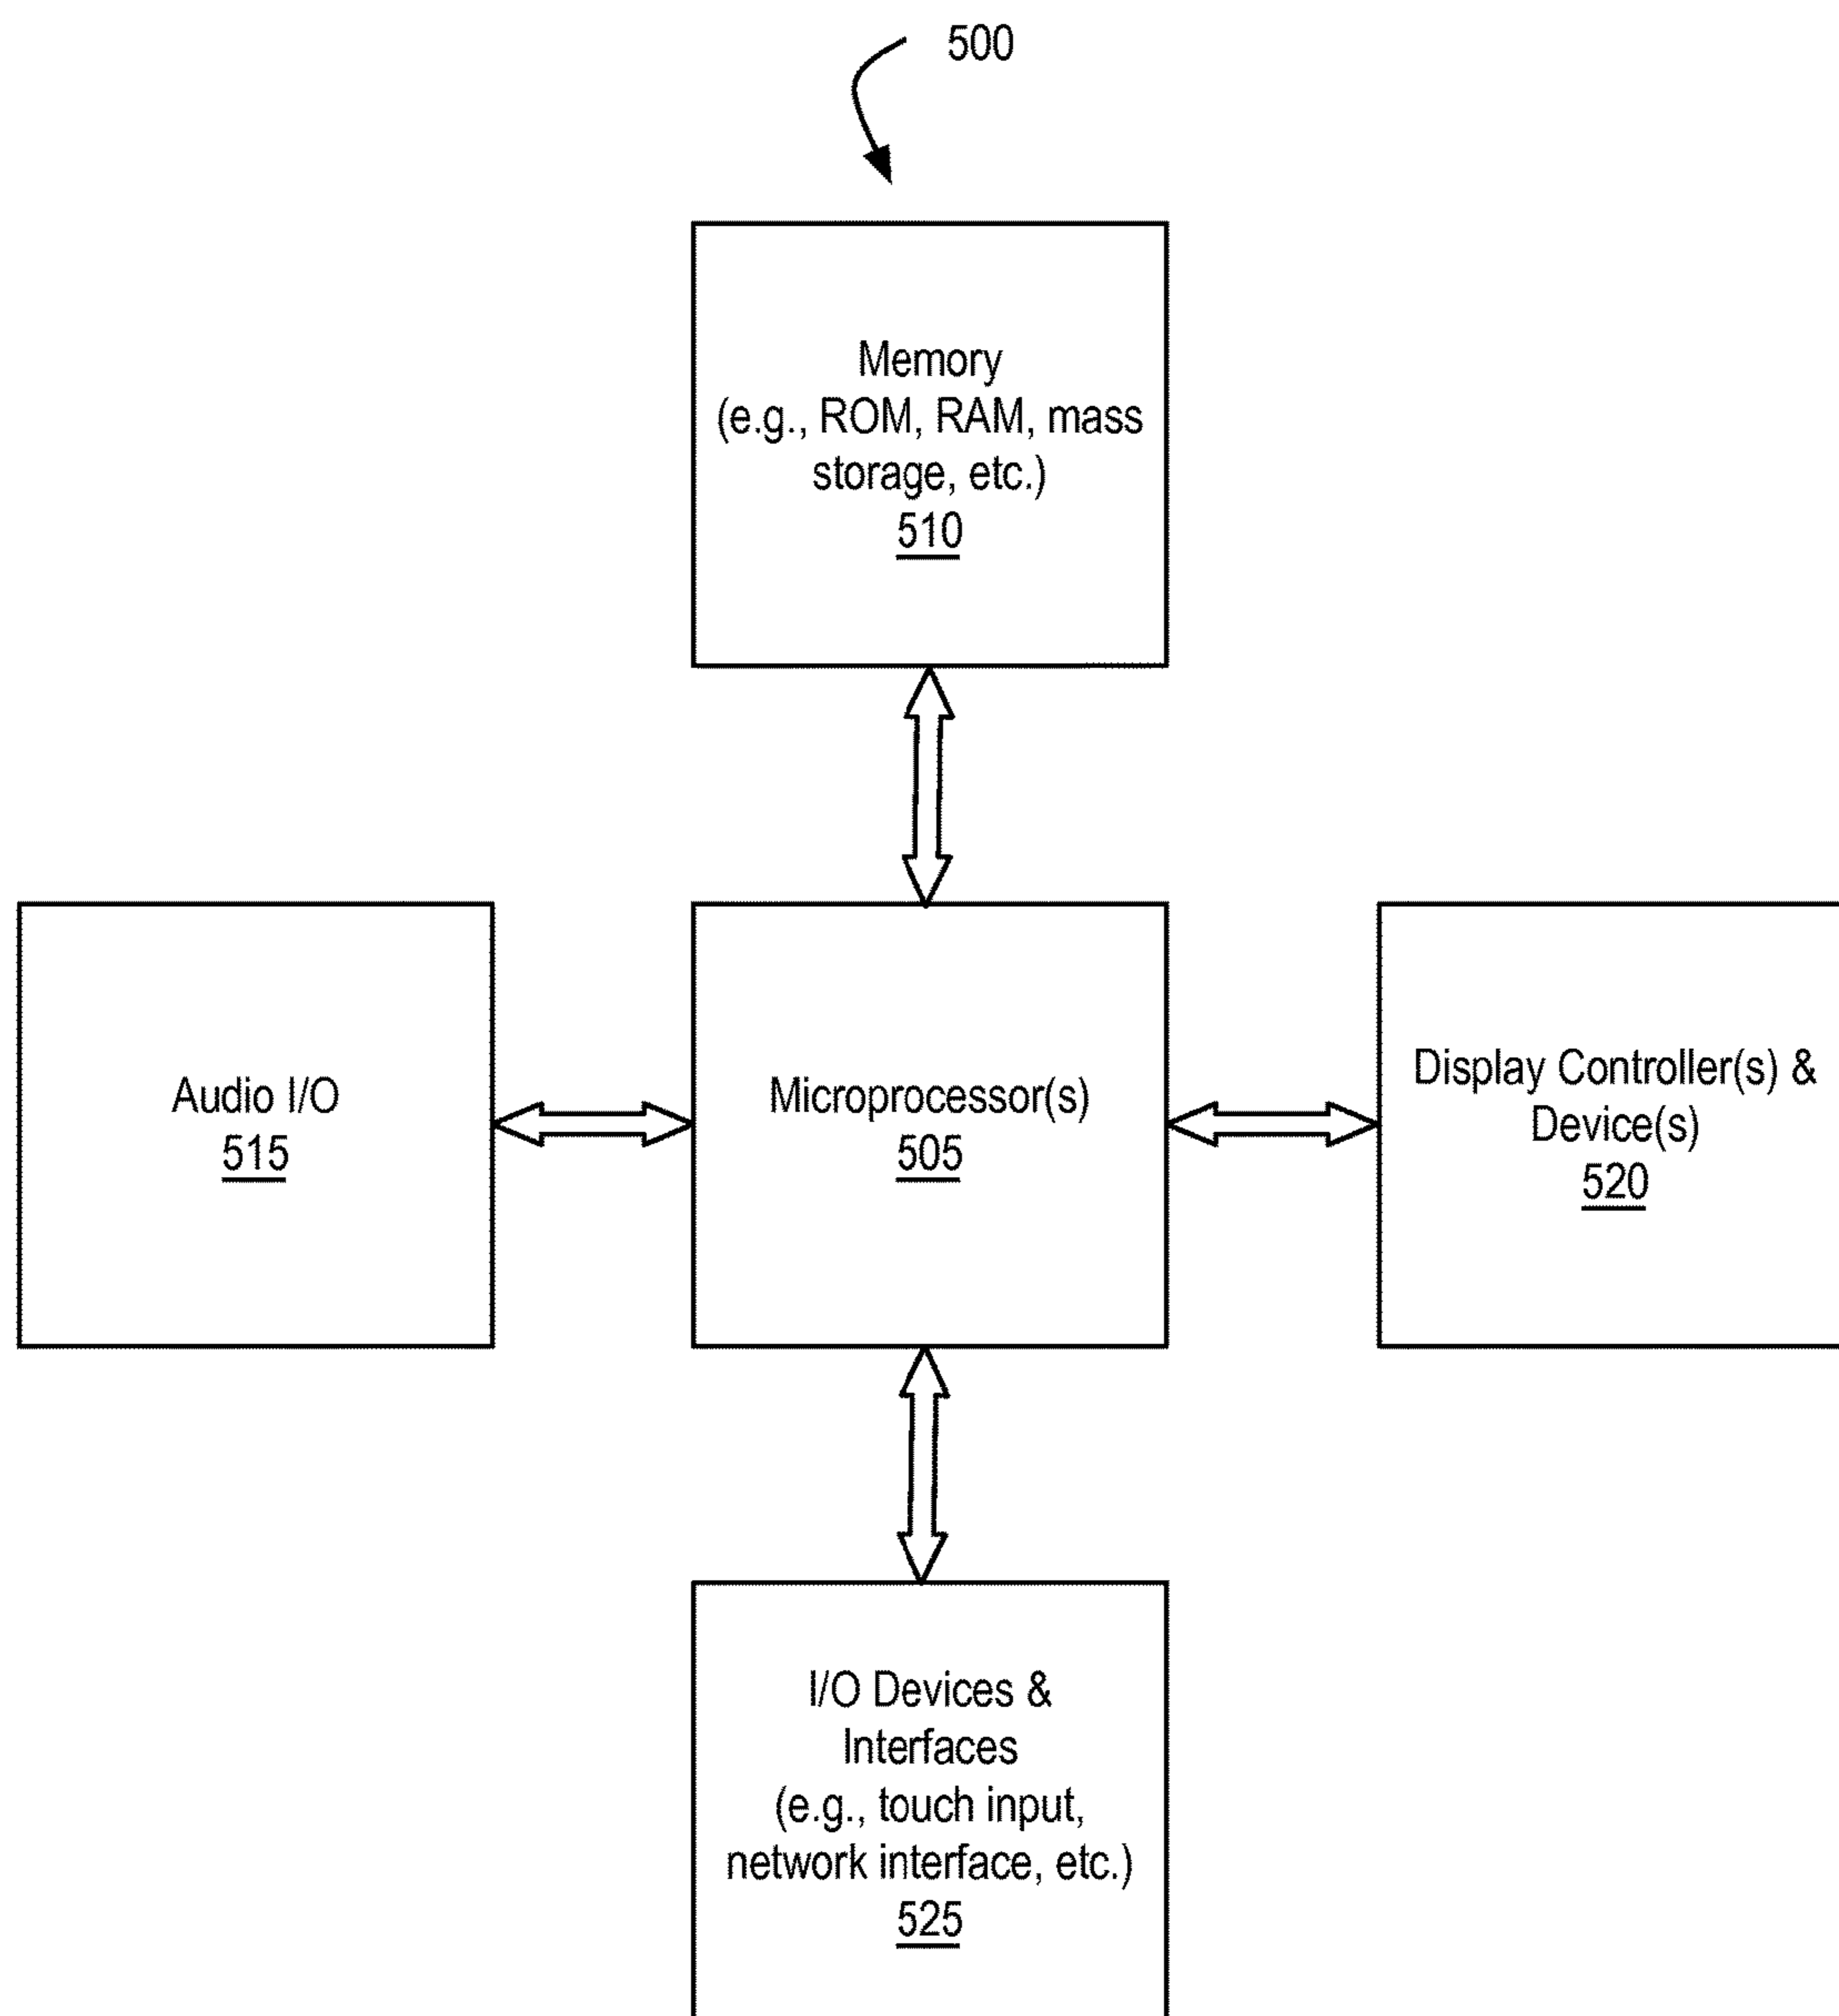 500
Memory
(e.g., ROM, RAM, mass
storage, etc.)
510
Audio I/O
515
Microprocessor(s)
505
Display Controller(s) &
Device(s)
520
I/O Devices &
Interfaces
(e.g., touch input,
network interface, etc.)
525